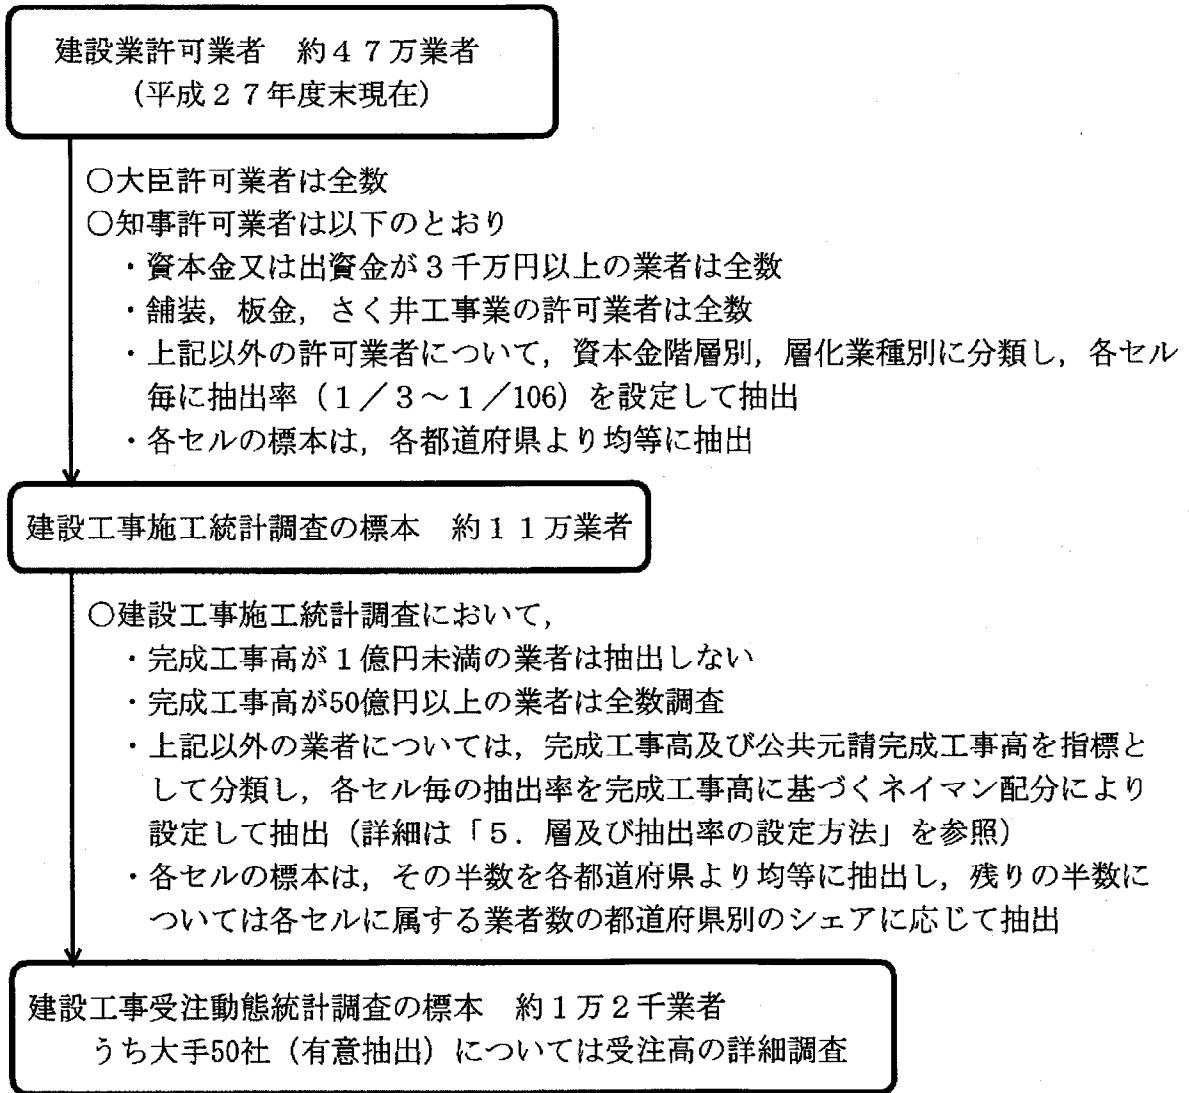 建設業許可業者　約４７万業者
(平成２７年度末現在)
○大臣許可業者は全数
○知事許可業者は以下のとおり
・資本金又は出資金が３千万円以上の業者は全数
・舗装，板金，さく井工事業の許可業者は全数
・上記以外の許可業者について，資本金階層別，層化業種別に分類し，各セル
毎に抽出率（１／３～１／106）を設定して抽出
・各セルの標本は，各都道府県より均等に抽出
建設工事施工統計調査の標本　約１１万業者
○建設工事施工統計調査において，
・完成工事高が１億円未満の業者は抽出しない
・完成工事高が50億円以上の業者は全数調査
・上記以外の業者については，完成工事高及び公共元請完成工事高を指標と
して分類し，各セル毎の抽出率を完成工事高に基づくネイマン配分により
設定して抽出（詳細は「５．層及び抽出率の設定方法」を参照）
・各セルの標本は，その半数を各都道府県より均等に抽出し，残りの半数に
ついては各セルに属する業者数の都道府県別のシェアに応じて抽出
建設工事受注動態統計調査の標本　約１万２千業者
うち大手50社（有意抽出）については受注高の詳細調査